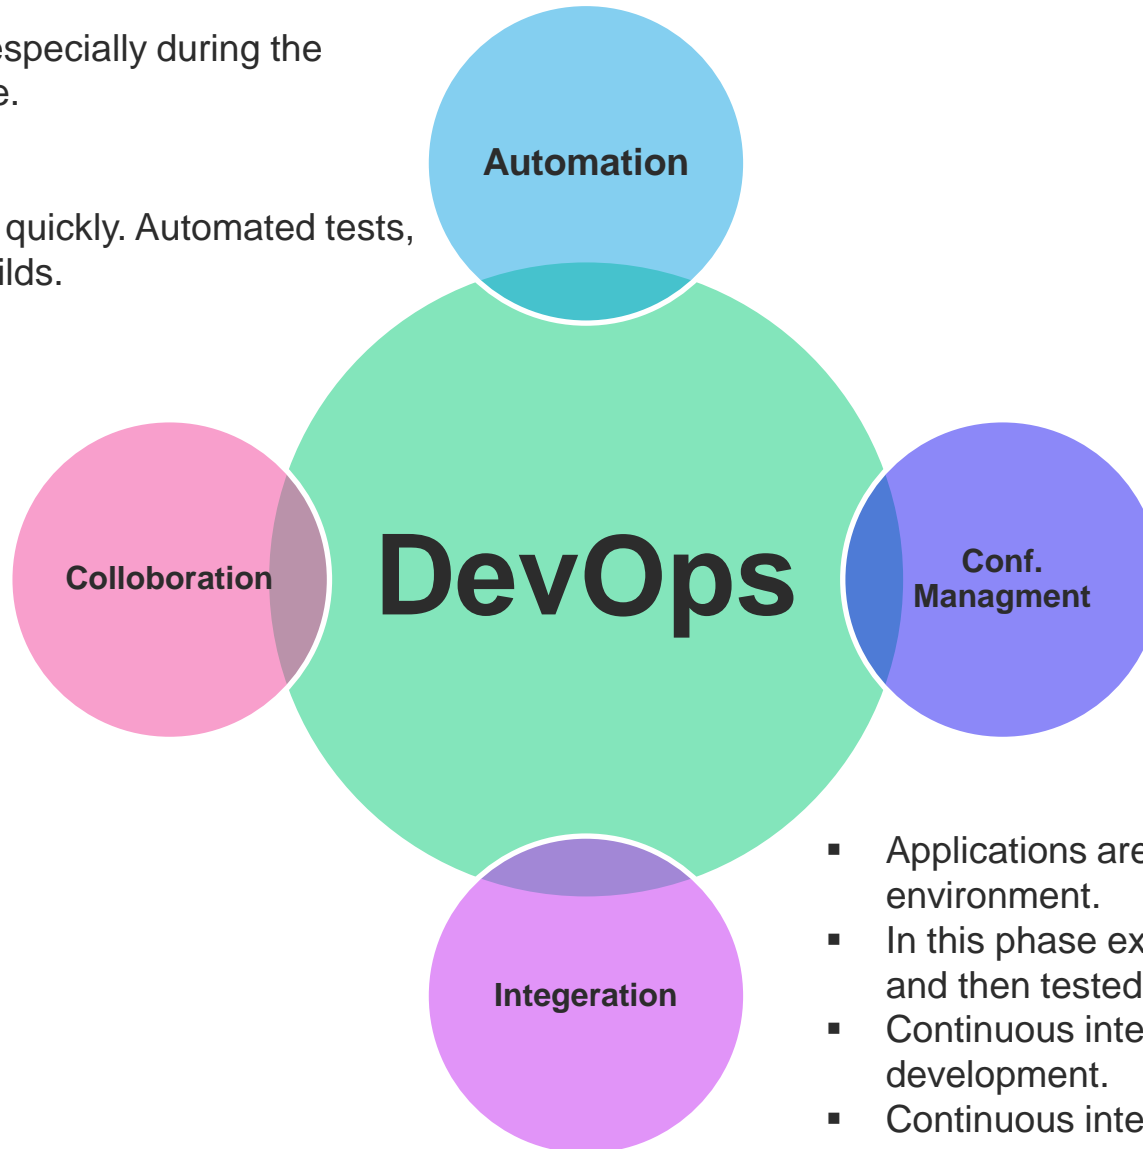 especially during the
e.
quickly. Automated tests,
ilds.
Automation
Colloboration
DevOps
Conf.
Managment
Integeration
▪ Applications are
environment.
▪ In this phase ex
and then tested
▪ Continuous inte
development.
▪ Continuous inte